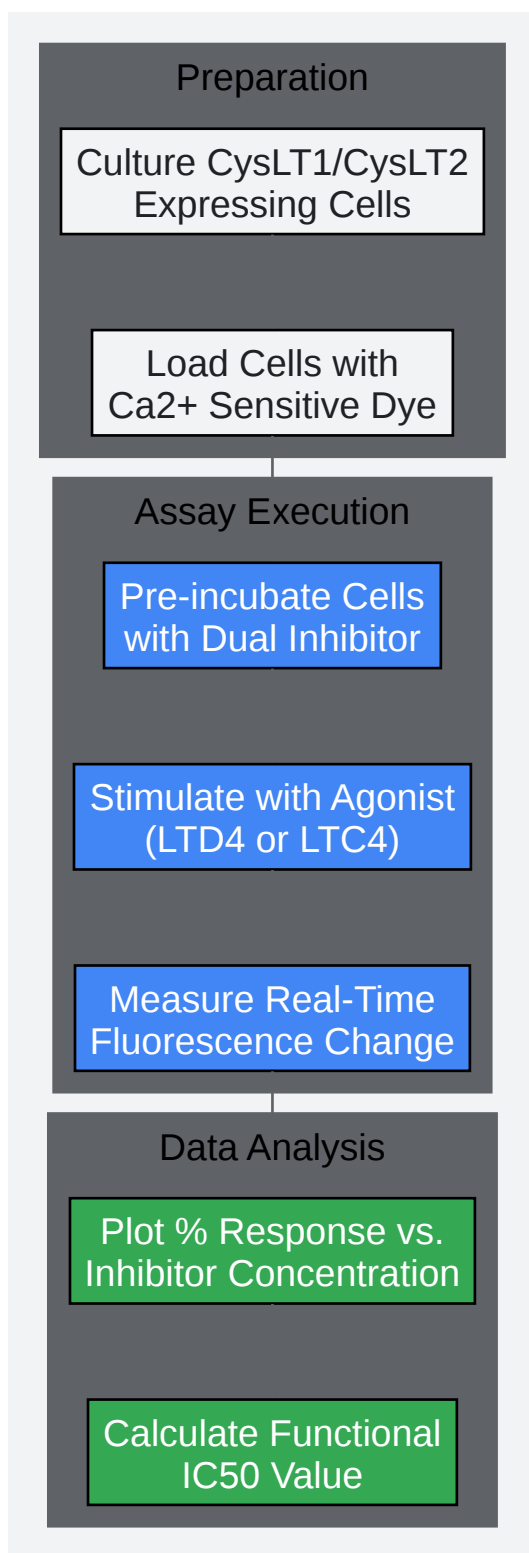 Preparation
Culture CysLT1/CysLT2
Expressing Cells
Load Cells with
Ca2+ Sensitive Dye
Assay Execution
Pre-incubate Cells
with Dual Inhibitor
Stimulate with Agonist
(LTD4 or LTC4)
Measure Real-Time
Fluorescence Change
Data Analysis
Plot % Response vs.
Inhibitor Concentration
Calculate Functional
IC50 Value